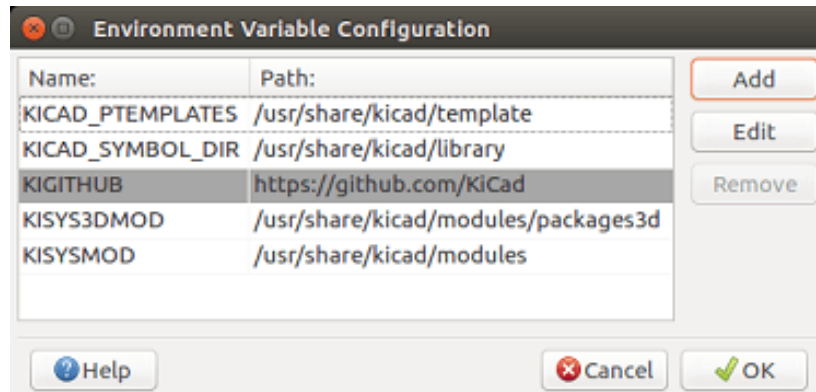 Environment Variable Configuration
Name: Path:
KICAD_PTEMPLATES /usr/share/kicad/template
KICAD_SYMBOL_DIR /usr/share/kicad/library
KIGITHUB https://github.com/KiCad
KISYS3DMOD /usr/share/kicad/modules/packages3d
KISYSMOD /usr/share/kicad/modules
Add
Edit
Remove
Help Cancel OK